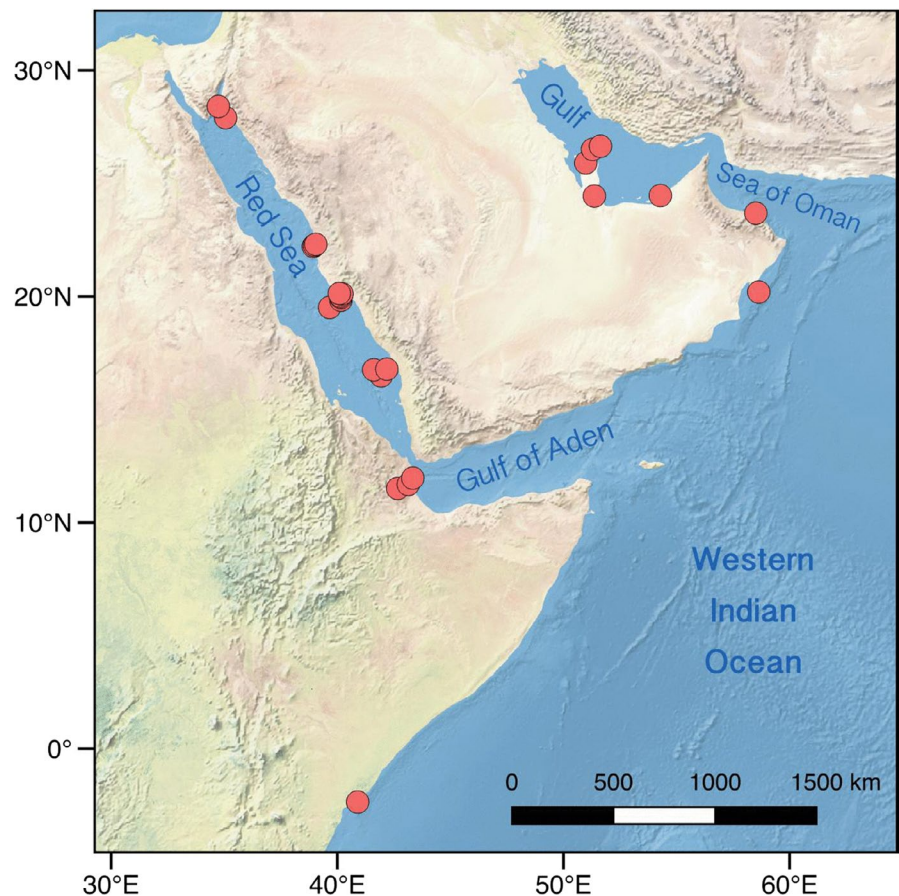 30°N
Gulf
Sea of Oman
Red Sea
20°N
Gulf of Aden
10°N
Western
Indian
Ocean
0°
0 500 1000 1500 km
30°E 40°E 50°E 60°E